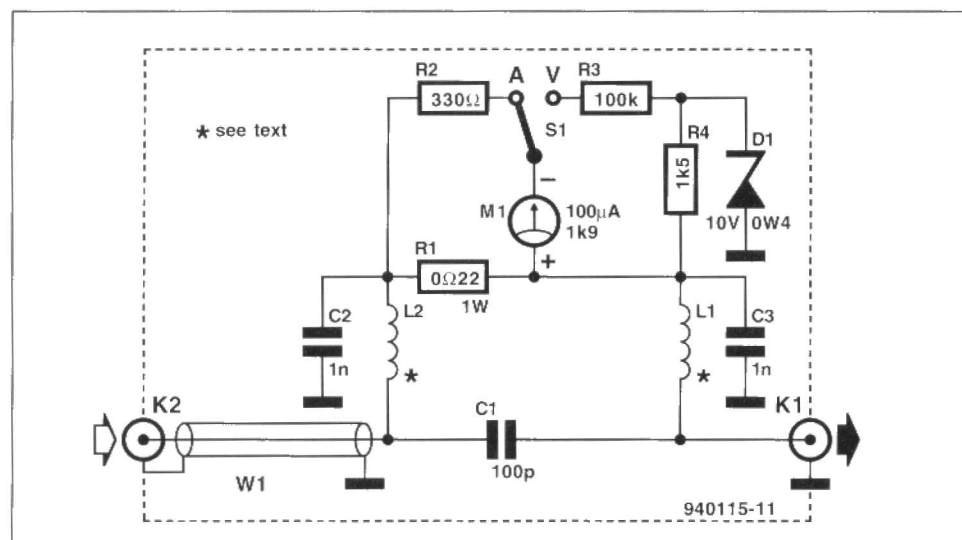 R2
A V
R3
330Ω
100k
S1
★ see text
R4
D1
1k5
−
M1
100µA
1k9
10V 0W4
+
R1
0Ω22
1W
C2
L2
L1
C3
1n
★
★
1n
K2
C1
K1
100p
W1
940115-11